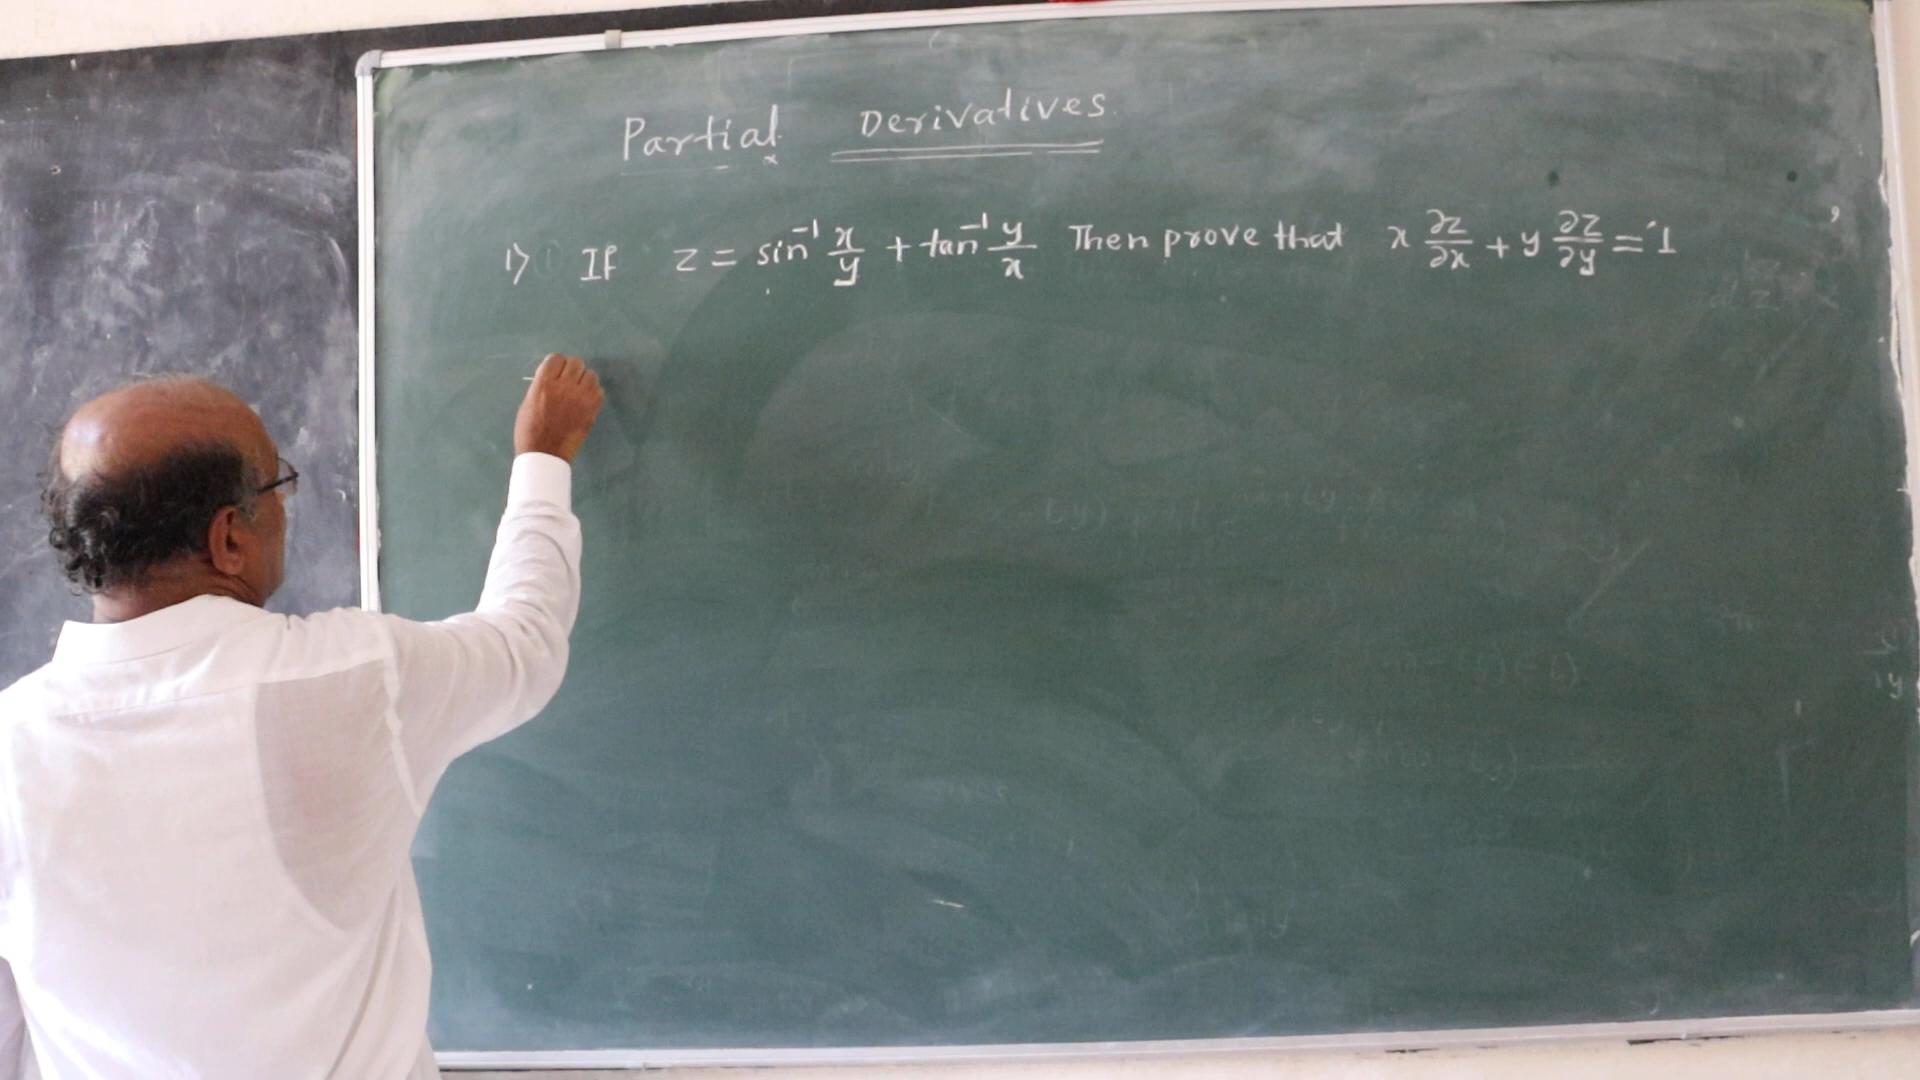 Partial Derivatives
1) If z = sin⁻¹ x/y + tan⁻¹ y/x Then prove that x ∂z/∂x + y ∂z/∂y = 1